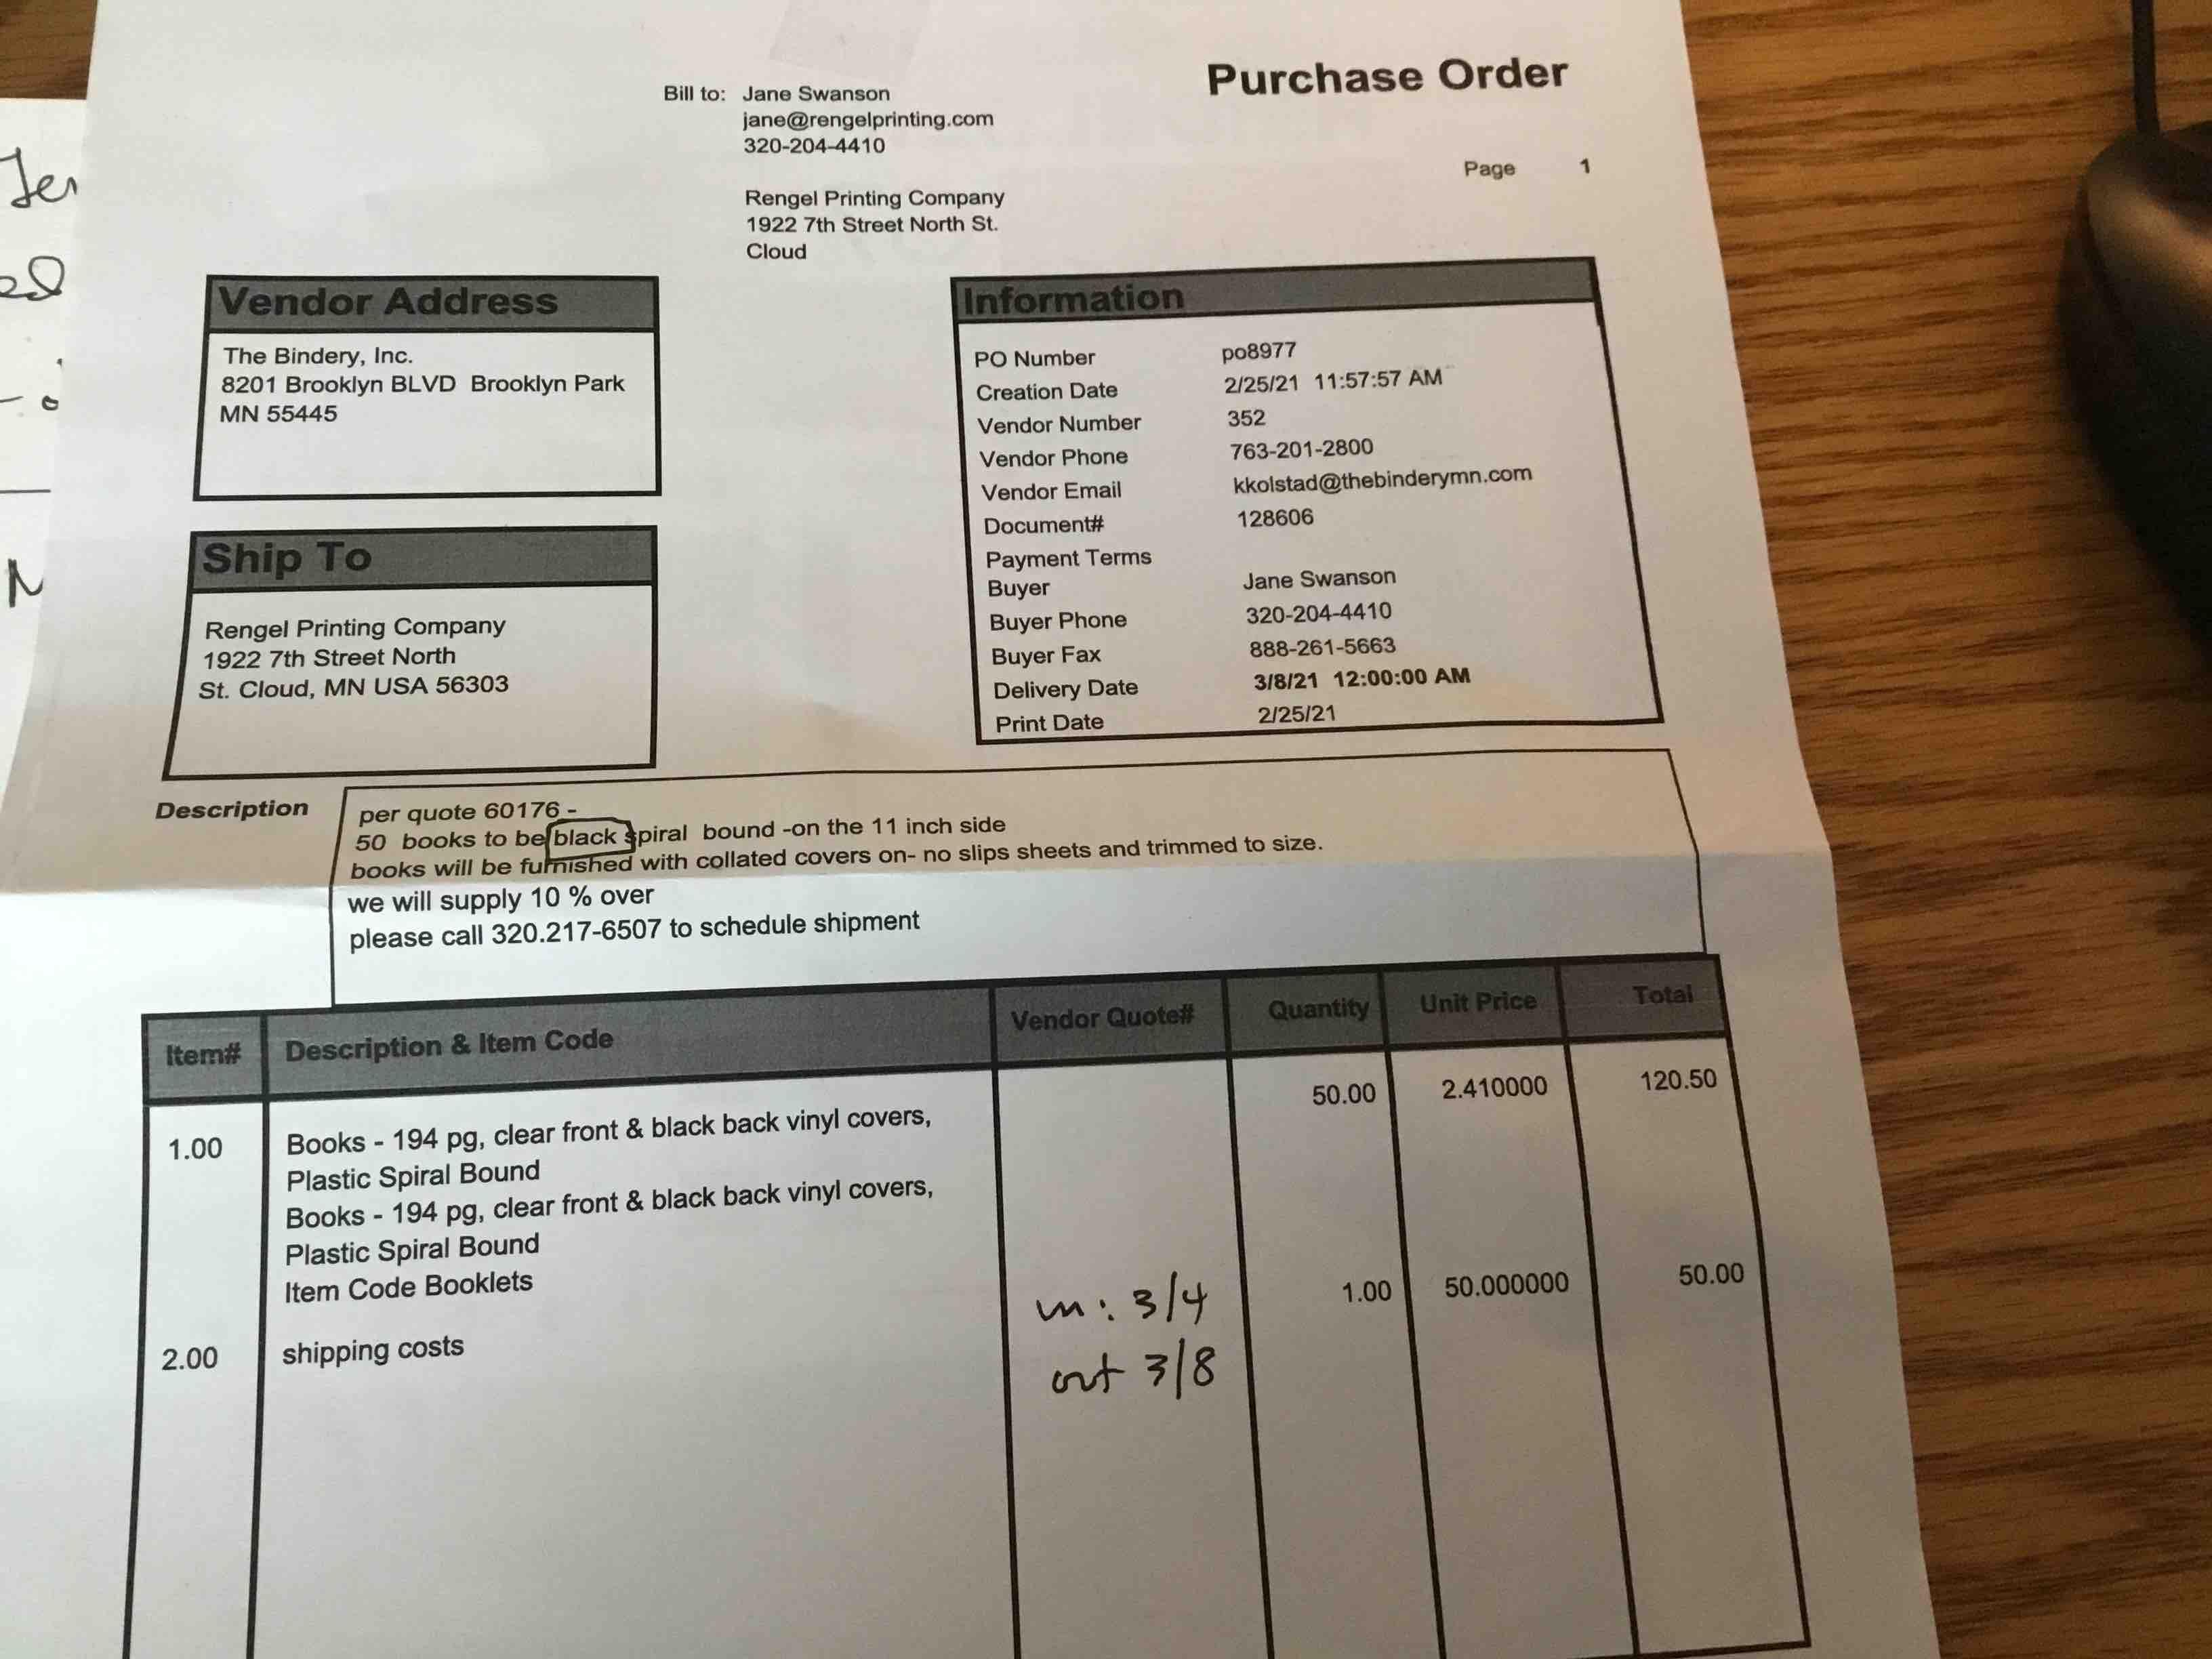 Purchase Order
Bill to: Jane Swanson
jane@rengelprinting.com
320-204-4410
Page 1
Rengel Printing Company
1922 7th Street North St.
Cloud
Vendor Address
The Bindery, Inc.
8201 Brooklyn BLVD Brooklyn Park
MN 55445
Ship To
Rengel Printing Company
1922 7th Street North
St. Cloud, MN USA 56303
Information
PO Number po8977
Creation Date 2/25/21 11:57:57 AM
Vendor Number 352
Vendor Phone 763-201-2800
Vendor Email kkolstad@thebinderymn.com
Document# 128606
Payment Terms
Buyer Jane Swanson
Buyer Phone 320-204-4410
Buyer Fax 888-261-5663
Delivery Date 3/8/21 12:00:00 AM
Print Date 2/25/21
Description
per quote 60176 -
50 books to be black spiral bound -on the 11 inch side
books will be furnished with collated covers on- no slips sheets and trimmed to size.
we will supply 10 % over
please call 320.217-6507 to schedule shipment
Item# Description & Item Code Vendor Quote# Quantity Unit Price Total
1.00 Books - 194 pg, clear front & black back vinyl covers, 50.00 2.410000 120.50
Plastic Spiral Bound
Books - 194 pg, clear front & black back vinyl covers,
Plastic Spiral Bound
Item Code Booklets
2.00 shipping costs 1.00 50.000000 50.00
in: 3/4
out 3/8